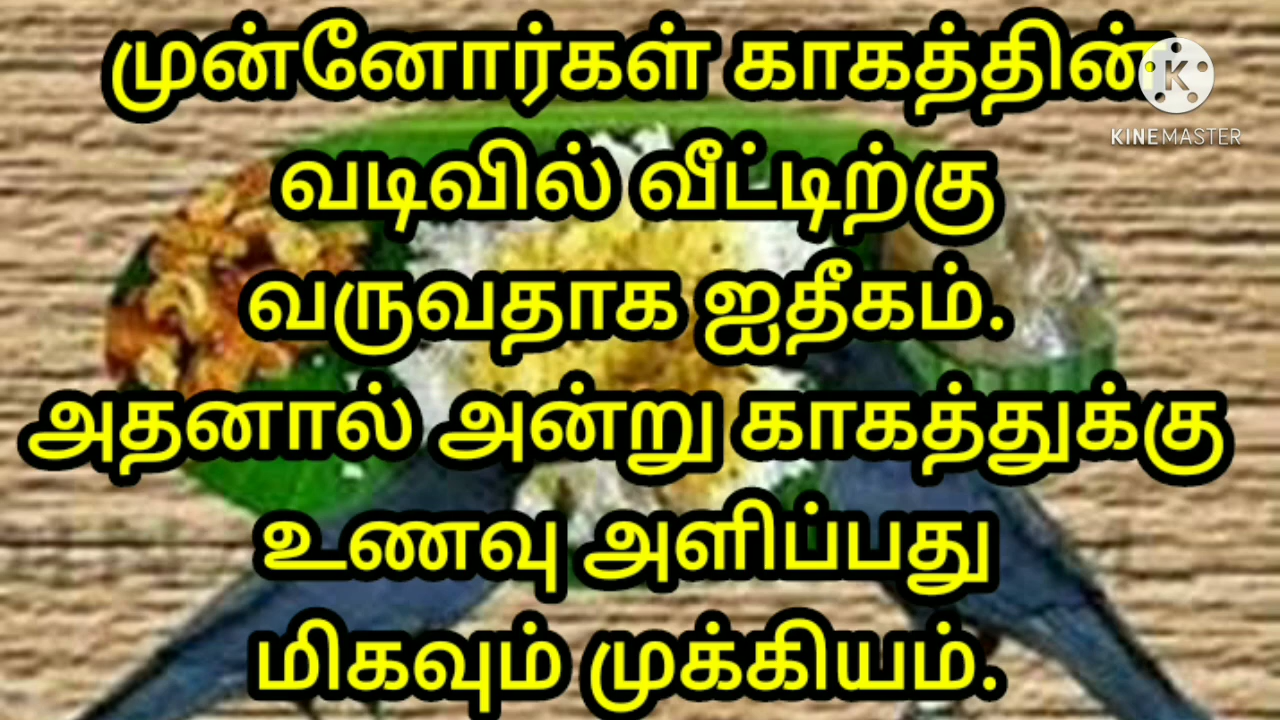 முன்னோர்கள் காகத்தின்
KINEMASTER
வடிவில் வீட்டிற்கு
வருவதாக ஐதீகம்.
அதனால் அன்று காகத்துக்கு
உணவு அளிப்பது
மிகவும் முக்கியம்.